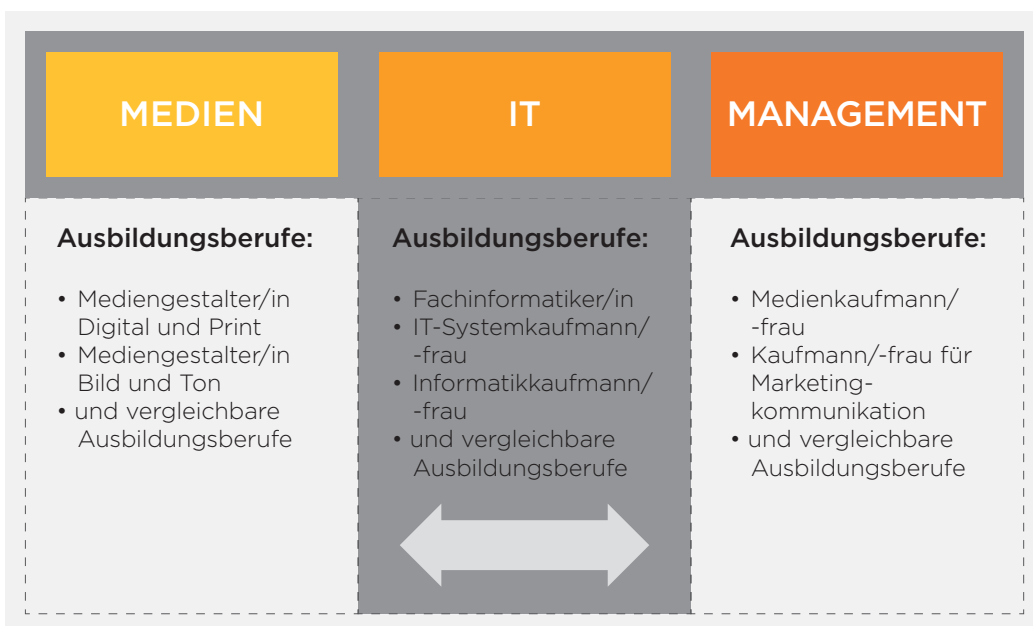 MEDIEN
IT
MANAGEMENT
Ausbildungsberufe:
• Mediengestalter/in
Digital und Print
• Mediengestalter/in
Bild und Ton
• und vergleichbare
Ausbildungsberufe
Ausbildungsberufe:
• Fachinformatiker/in
• IT-Systemkaufmann/
-frau
• Informatikkaufmann/
-frau
• und vergleichbare
Ausbildungsberufe
Ausbildungsberufe:
• Medienkaufmann/
-frau
• Kaufmann/-frau für
Marketing-
kommunikation
• und vergleichbare
Ausbildungsberufe